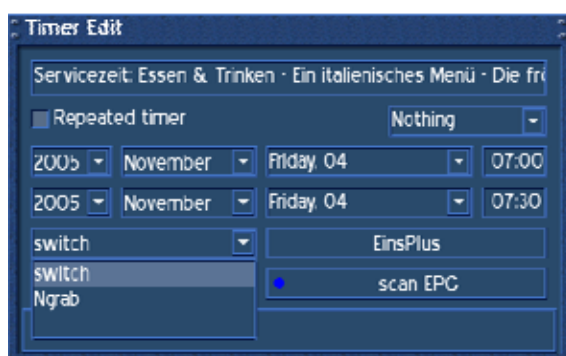 Timer Edit
Servicezeit: Essen & Trinken - Ein italienisches Menü - Die fr
Repeated timer
Nothing
2005 November Friday, 04 07:00
2005 November Friday, 04 07:30
switch EinsPlus
switch
scan EPG
Ngrab